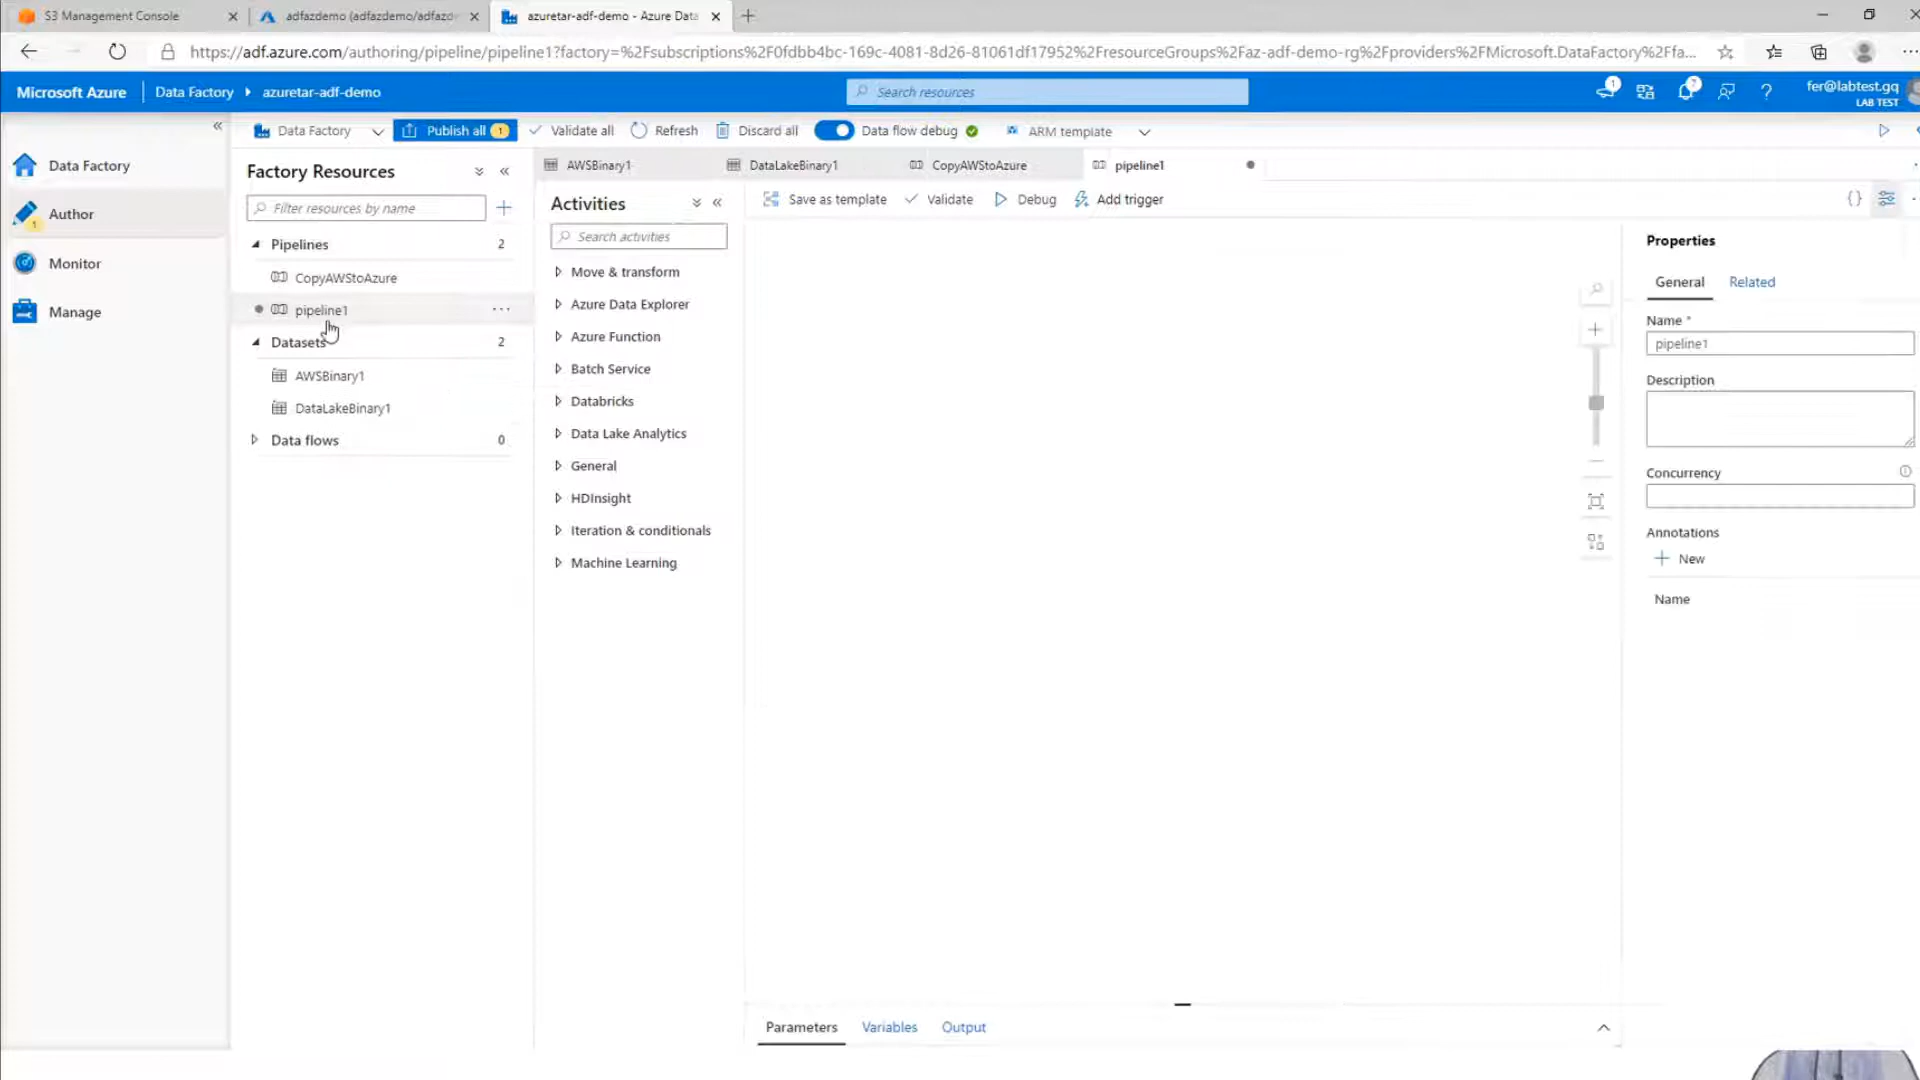 S3 Management Console
adfazdemo (adfazdemo/adfazd
azuretar-adf-demo - Azure Data
https://adf.azure.com/authoring/pipeline/pipeline1?factory=%2Fsubscriptions%2F0fdbb4bc-169c-4081-8d26-81061df17952%2FresourceGroups%2Faz-adf-demo-rg%2Fproviders%2FMicrosoft.DataFactory%2Ffa...
Microsoft Azure
Data Factory
azuretar-adf-demo
Search resources
1
7
?
fer@labtest.gq
LAB TEST
Data Factory
Publish all 1
Validate all
Refresh
Discard all
Data flow debug
ARM template
Data Factory
Author
1
Monitor
Manage
Factory Resources
Filter resources by name
Pipelines 2
CopyAWStoAzure
pipeline1
Datasets 2
AWSBinary1
DataLakeBinary1
Data flows 0
AWSBinary1
DataLakeBinary1
CopyAWStoAzure
pipeline1
Activities
Search activities
Move & transform
Azure Data Explorer
Azure Function
Batch Service
Databricks
Data Lake Analytics
General
HDInsight
Iteration & conditionals
Machine Learning
Save as template
Validate
Debug
Add trigger
{}
Properties
General
Related
Name *
pipeline1
Description
Concurrency
Annotations
New
Name
Parameters
Variables
Output